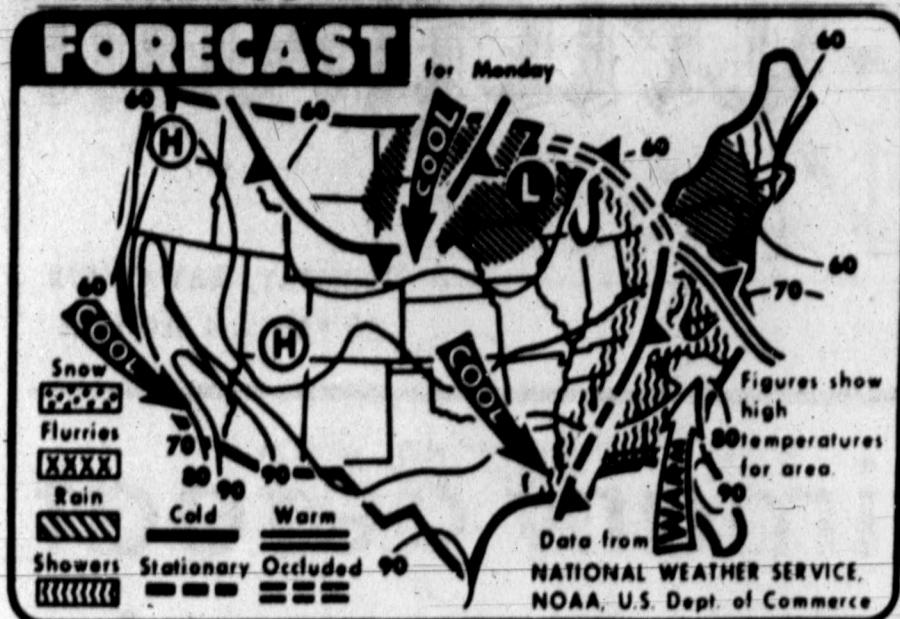 FORECAST
for Monday
60
60
60
60
H
COOL
L
60
60
70
COOL
H
COOL
WARM
70
80
90
90
90
80
90
Snow
Flurries
Rain
Showers
Cold
Warm
Stationary
Occluded
Figures show
high
temperatures
for area.
Data from
NATIONAL WEATHER SERVICE,
NOAA, U.S. Dept. of Commerce